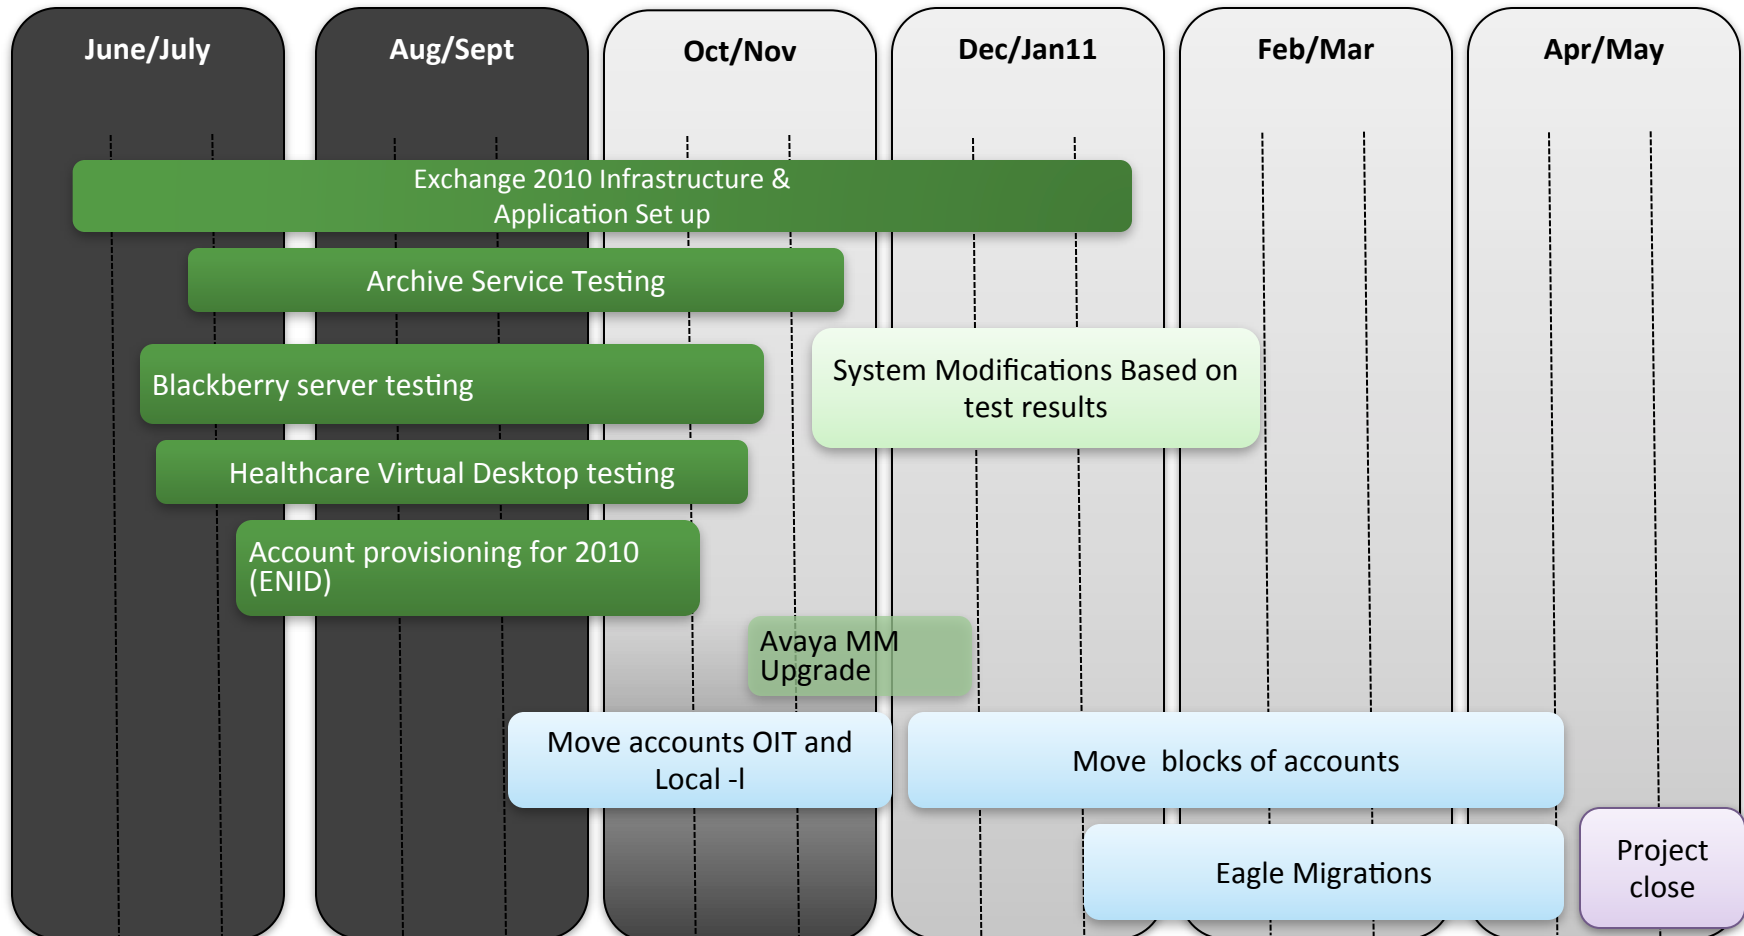 June/July
Aug/Sept
Oct/Nov
Dec/Jan11
Feb/Mar
Apr/May
Exchange 2010 Infrastructure &
Application Set up
Archive Service Testing
System Modifications Based on
test results
Blackberry server testing
Healthcare Virtual Desktop testing
Account provisioning for 2010
(ENID)
Avaya MM
Upgrade
Move accounts OIT and
Local -l
Move  blocks of accounts
Eagle Migrations
Project
close